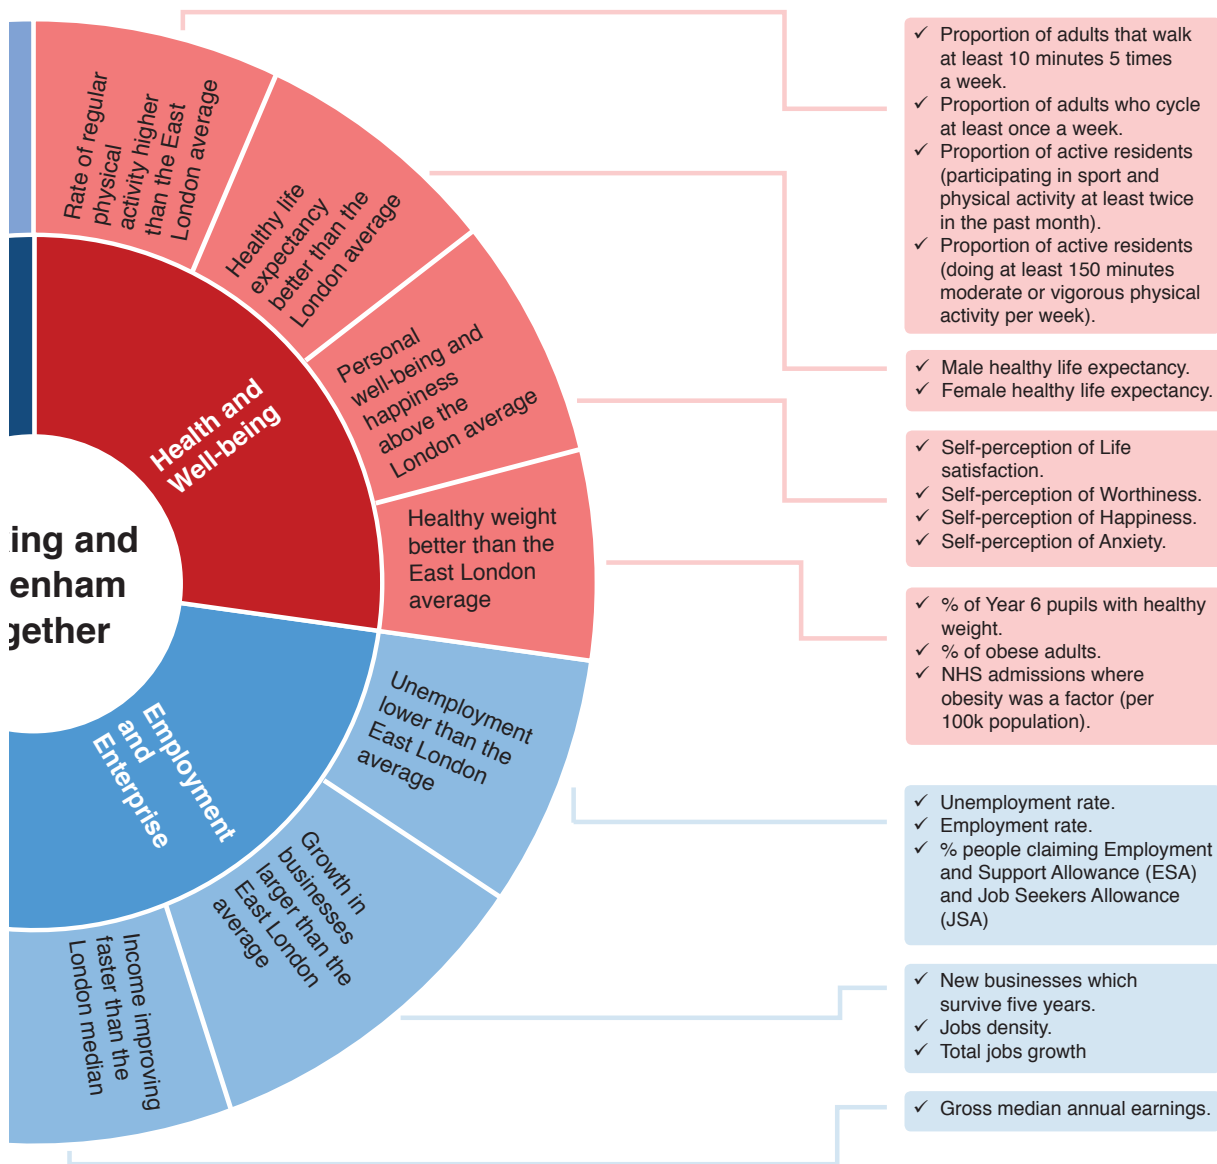 Rate of regular
physical
activity higher
than the East
London average
Healthy life
expectancy
better than the
London average
Personal
well-being and
happiness
above the
London average
Healthy weight
better than the
East London
average
Health and
Well-being
ing and
enham
gether
Employment
and
Enterprise
Unemployment
lower than the
East London
average
Growth in
businesses
larger than the
East London
average
Income improving
faster than the
London median
✓ Proportion of adults that walk
at least 10 minutes 5 times
a week.
✓ Proportion of adults who cycle
at least once a week.
✓ Proportion of active residents
(participating in sport and
physical activity at least twice
in the past month).
✓ Proportion of active residents
(doing at least 150 minutes
moderate or vigorous physical
activity per week).
✓ Male healthy life expectancy.
✓ Female healthy life expectancy.
✓ Self-perception of Life
satisfaction.
✓ Self-perception of Worthiness.
✓ Self-perception of Happiness.
✓ Self-perception of Anxiety.
✓ % of Year 6 pupils with healthy
weight.
✓ % of obese adults.
✓ NHS admissions where
obesity was a factor (per
100k population).
✓ Unemployment rate.
✓ Employment rate.
✓ % people claiming Employment
and Support Allowance (ESA)
and Job Seekers Allowance
(JSA)
✓ New businesses which
survive five years.
✓ Jobs density.
✓ Total jobs growth
✓ Gross median annual earnings.